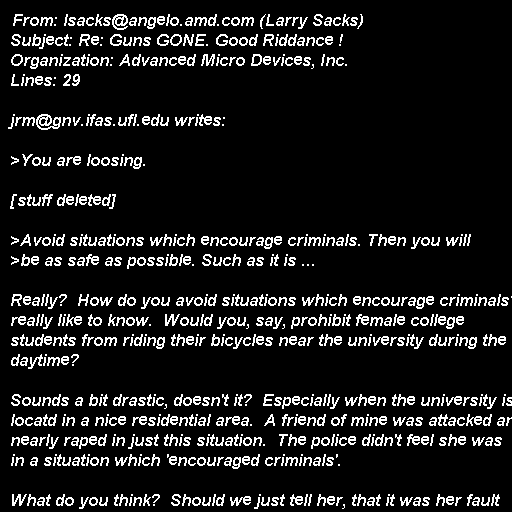 From: lsacks@angelo.amd.com (Larry Sacks)
Subject: Re: Guns GONE. Good Riddance !
Organization: Advanced Micro Devices, Inc.
Lines: 29

jrm@gnv.ifas.ufl.edu writes:

>You are loosing.

[stuff deleted]

>Avoid situations which encourage criminals. Then you will
>be as safe as possible. Such as it is ...

Really?  How do you avoid situations which encourage criminals
really like to know.  Would you, say, prohibit female college
students from riding their bicycles near the university during the
daytime?

Sounds a bit drastic, doesn't it?  Especially when the university is
locatd in a nice residential area.  A friend of mine was attacked
nearly raped in just this situation.  The police didn't feel she was
in a situation which 'encouraged criminals'.

What do you think?  Should we just tell her, that it was her fault